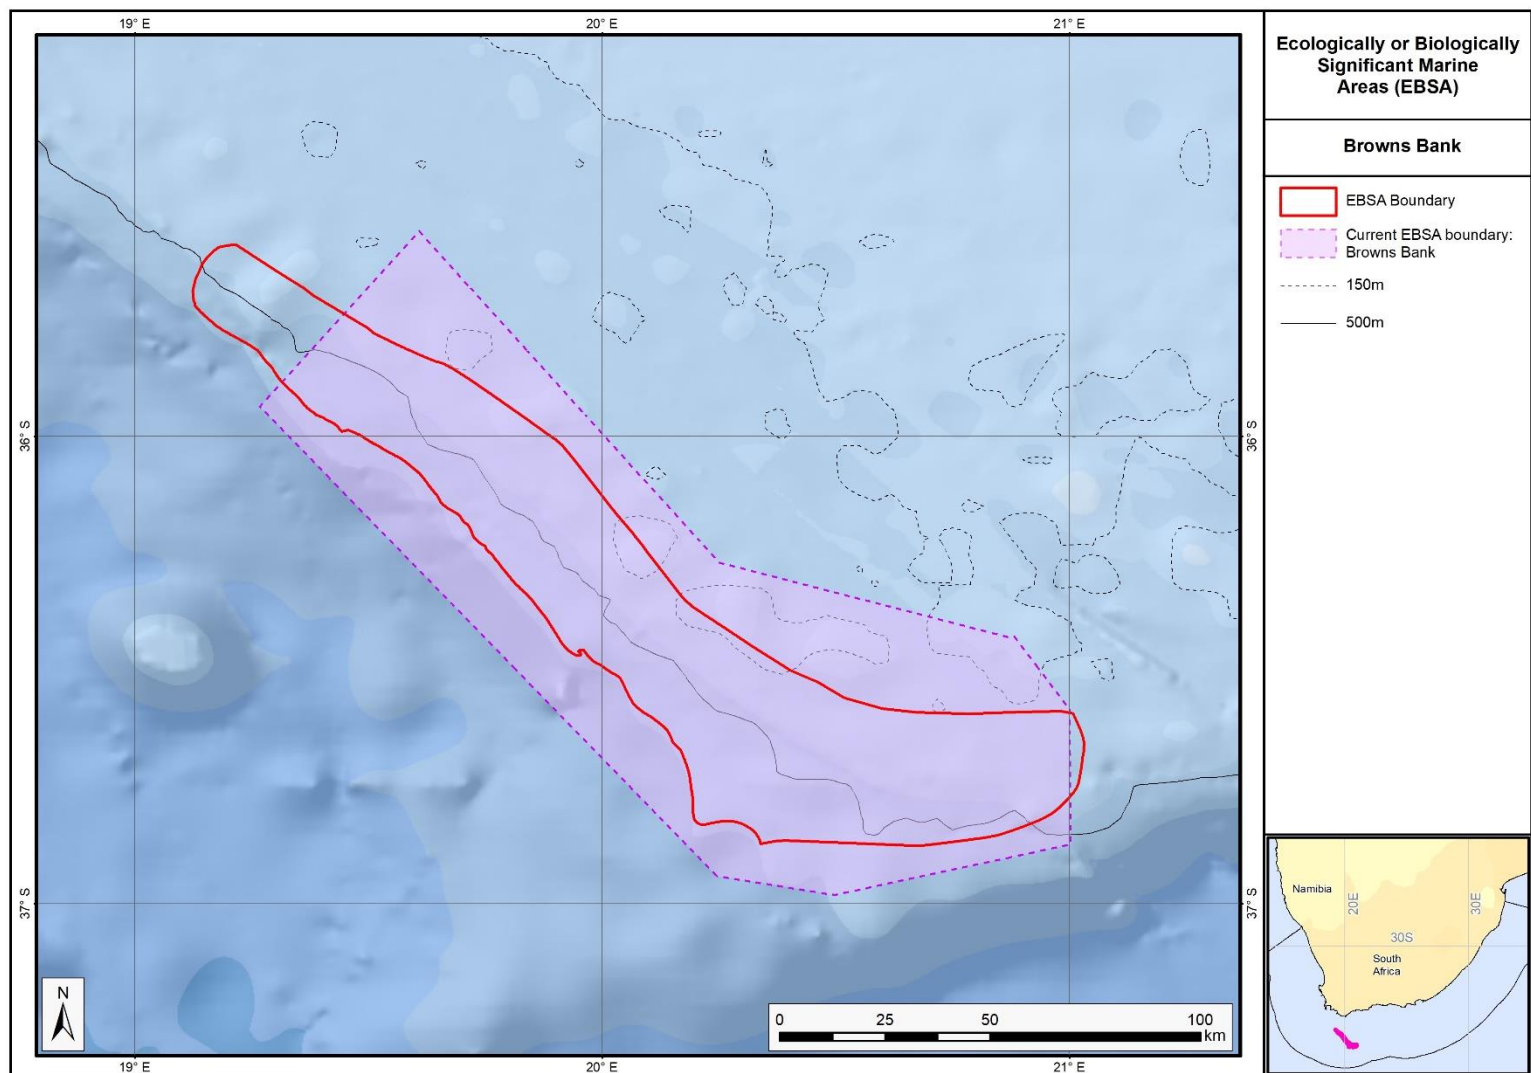 19° E
20° E
21° E
Ecologically or Biologically
Significant Marine
Areas (EBSA)
Browns Bank
EBSA Boundary
Current EBSA boundary:
Browns Bank
150m
500m
36° S
36° S
37° S
37° S
N
0
25
50
100
km
19° E
20° E
21° E
Namibia
20E
30E
30S
South
Africa